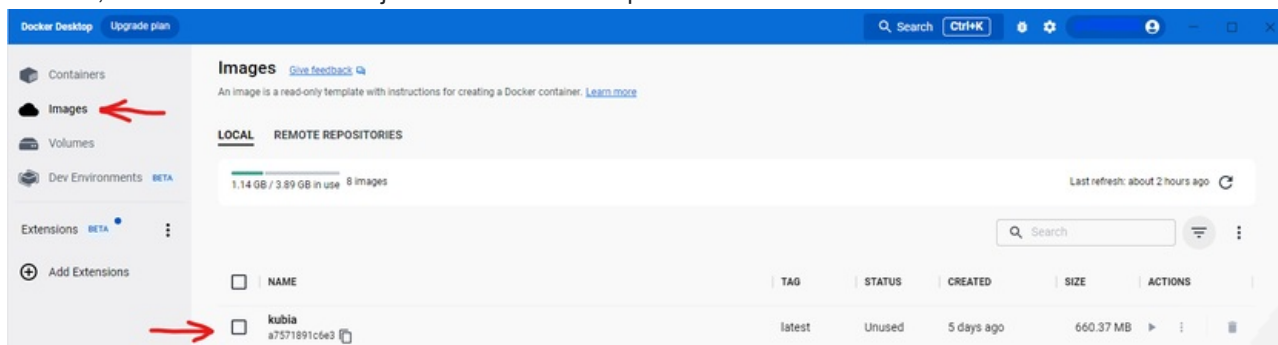 Docker Desktop Upgrade plan Search Ctrl+K
Containers
Images
Volumes
Dev Environments BETA
Extensions BETA
Add Extensions
Images Give feedback
An image is a read-only template with instructions for creating a Docker container. Learn more
LOCAL REMOTE REPOSITORIES
1.14 GB / 3.89 GB in use 8 images Last refresh: about 2 hours ago
Search
NAME TAG STATUS CREATED SIZE ACTIONS
kubia latest Unused 5 days ago 660.37 MB
a7571891c6e3